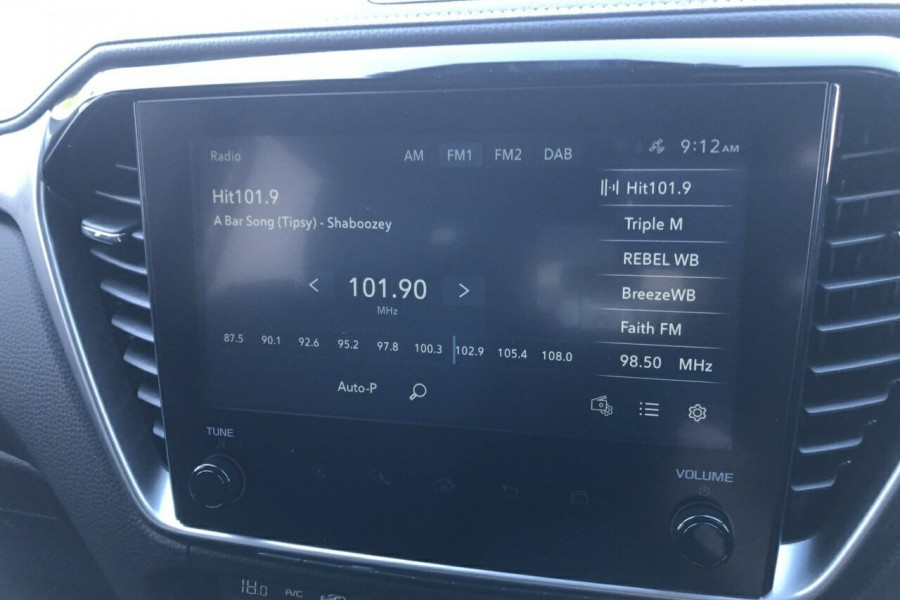 Radio AM FM1 FM2 DAB 9:12AM
Hit101.9
A Bar Song (Tipsy) - Shaboozey
< 101.90 >
MHz
87.5 90.1 92.6 95.2 97.8 100.3 102.9 105.4 108.0
Auto-P
Hit101.9
Triple M
REBEL WB
BreezeWB
Faith FM
98.50 MHz
TUNE
VOLUME
18.0 A/C